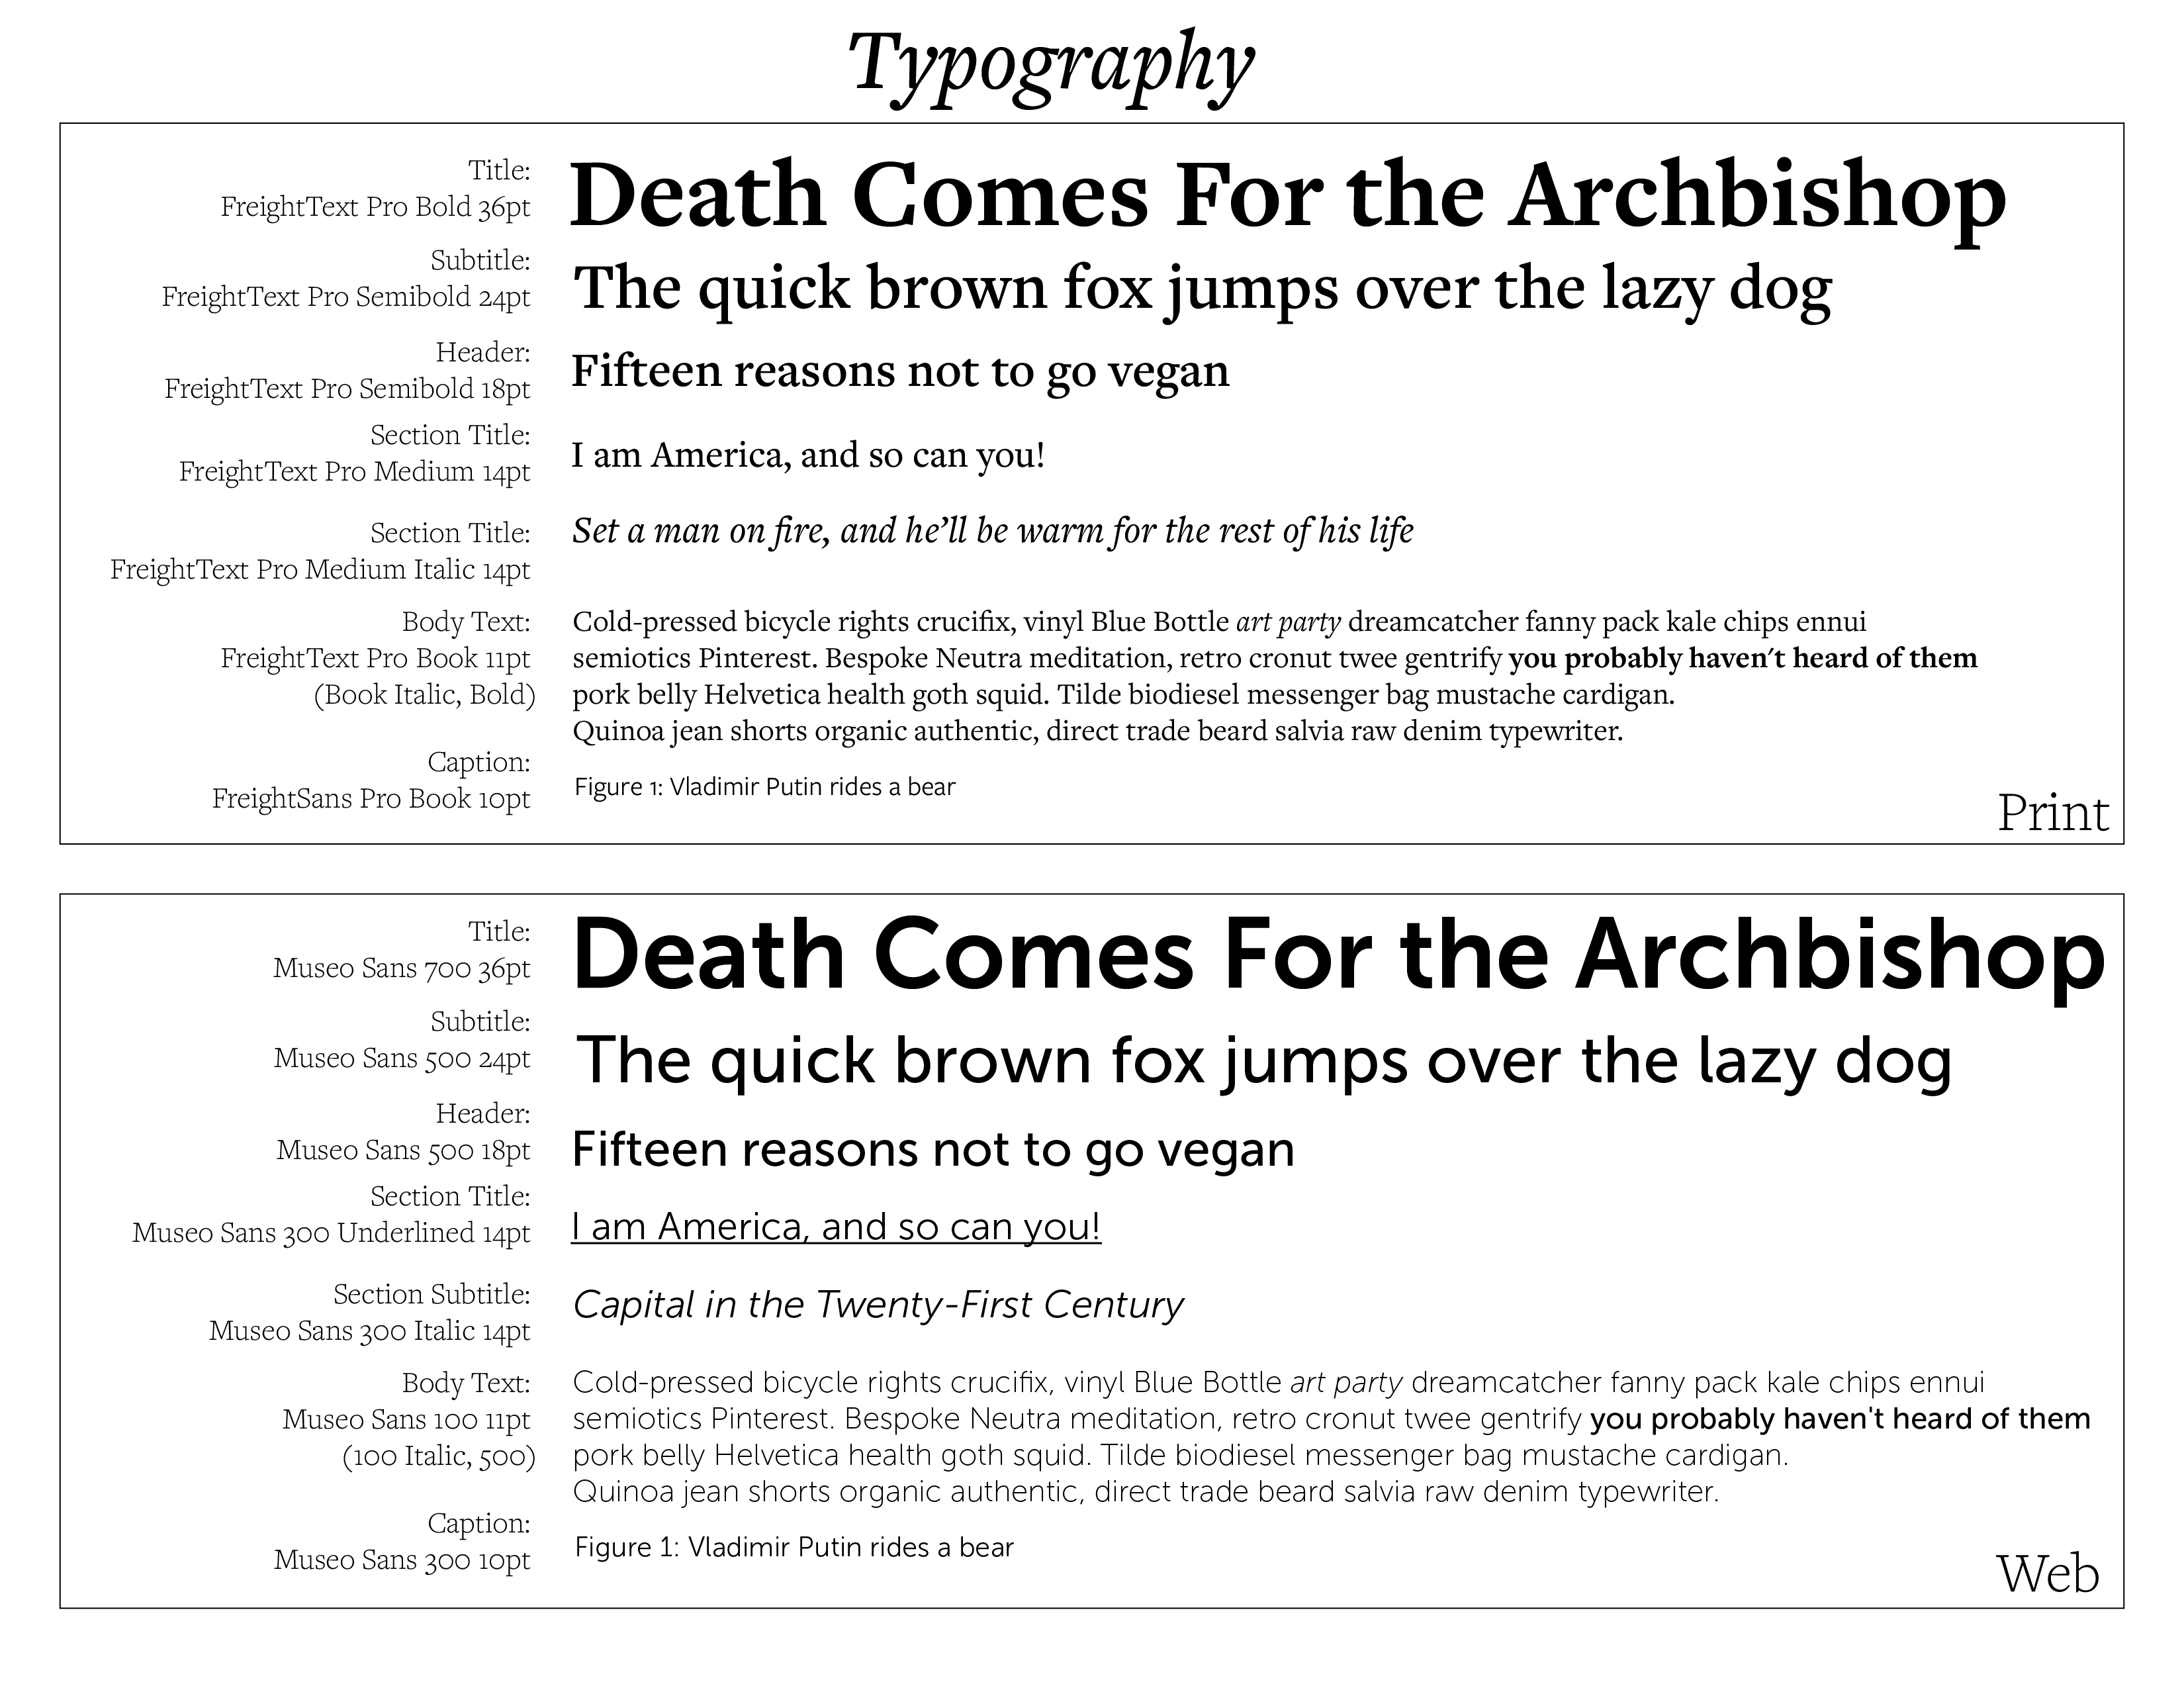 Typography
Title:
FreightText Pro Bold 36pt
Death Comes For the Archbishop
Subtitle:
FreightText Pro Semibold 24pt
The quick brown fox jumps over the lazy dog
Header:
FreightText Pro Semibold 18pt
Fifteen reasons not to go vegan
Section Title:
FreightText Pro Medium 14pt
I am America, and so can you!
Section Title:
FreightText Pro Medium Italic 14pt
Set a man on fire, and he’ll be warm for the rest of his life
Body Text:
FreightText Pro Book 11pt
(Book Italic, Bold)
Cold-pressed bicycle rights crucifix, vinyl Blue Bottle art party dreamcatcher fanny pack kale chips ennui
semiotics Pinterest. Bespoke Neutra meditation, retro cronut twee gentrify you probably haven't heard of them
pork belly Helvetica health goth squid. Tilde biodiesel messenger bag mustache cardigan.
Quinoa jean shorts organic authentic, direct trade beard salvia raw denim typewriter.
Caption:
FreightSans Pro Book 10pt
Figure 1: Vladimir Putin rides a bear
Print
Title:
Museo Sans 700 36pt
Death Comes For the Archbishop
Subtitle:
Museo Sans 500 24pt
The quick brown fox jumps over the lazy dog
Header:
Museo Sans 500 18pt
Fifteen reasons not to go vegan
Section Title:
Museo Sans 300 Underlined 14pt
I am America, and so can you!
Section Subtitle:
Museo Sans 300 Italic 14pt
Capital in the Twenty-First Century
Body Text:
Museo Sans 100 11pt
(100 Italic, 500)
Cold-pressed bicycle rights crucifix, vinyl Blue Bottle art party dreamcatcher fanny pack kale chips ennui
semiotics Pinterest. Bespoke Neutra meditation, retro cronut twee gentrify you probably haven't heard of them
pork belly Helvetica health goth squid. Tilde biodiesel messenger bag mustache cardigan.
Quinoa jean shorts organic authentic, direct trade beard salvia raw denim typewriter.
Caption:
Museo Sans 300 10pt
Figure 1: Vladimir Putin rides a bear
Web